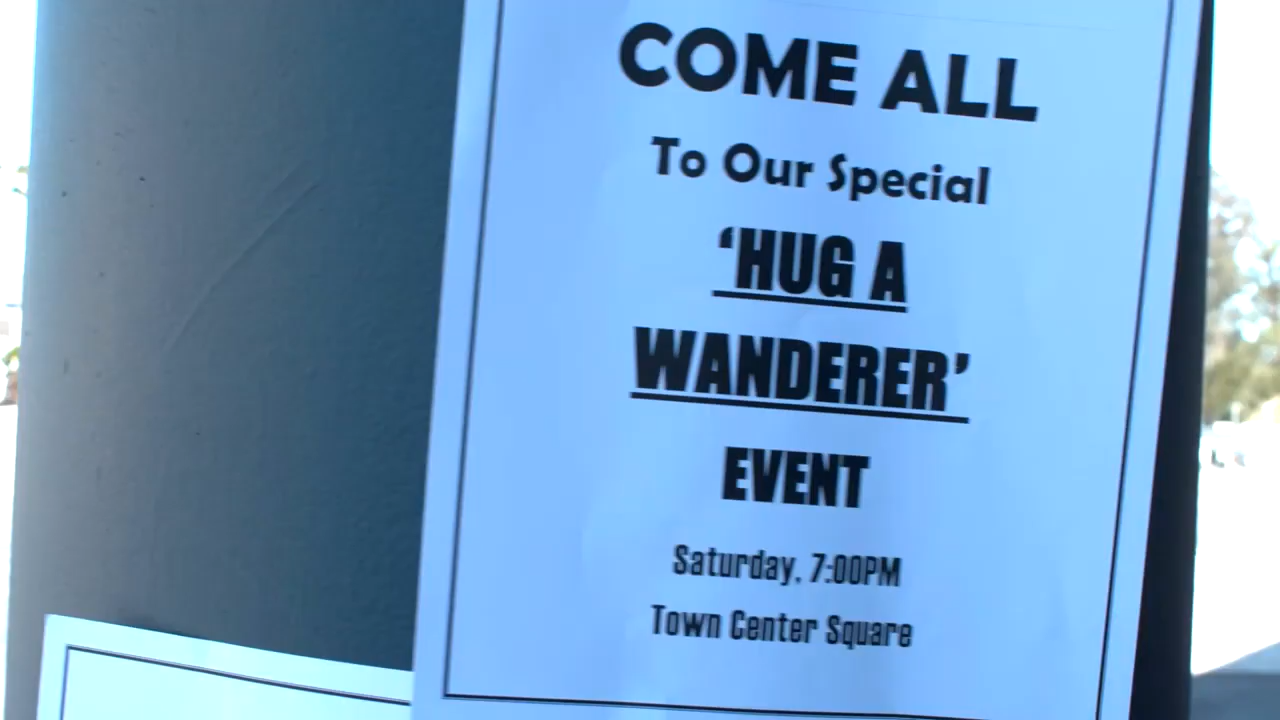 COME ALL
To Our Special
‘HUG A
WANDERER’
EVENT
Saturday, 7:00PM
Town Center Square